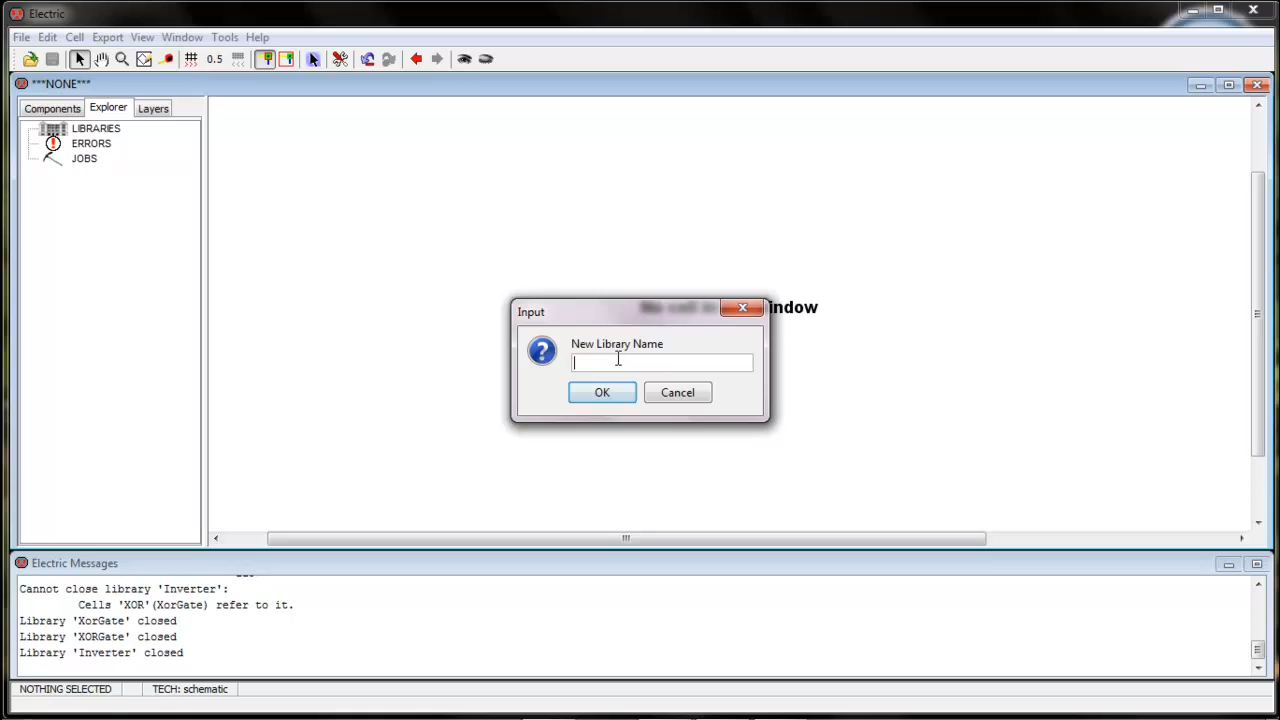 Electric
File Edit Cell Export View Window Tools Help
0.5
***NONE***
Components Explorer Layers
LIBRARIES
ERRORS
JOBS
indow
Input
New Library Name
OK Cancel
Electric Messages
Cannot close library 'Inverter':
Cells 'XOR'(XorGate) refer to it.
Library 'XorGate' closed
Library 'XORGate' closed
Library 'Inverter' closed
NOTHING SELECTED TECH: schematic